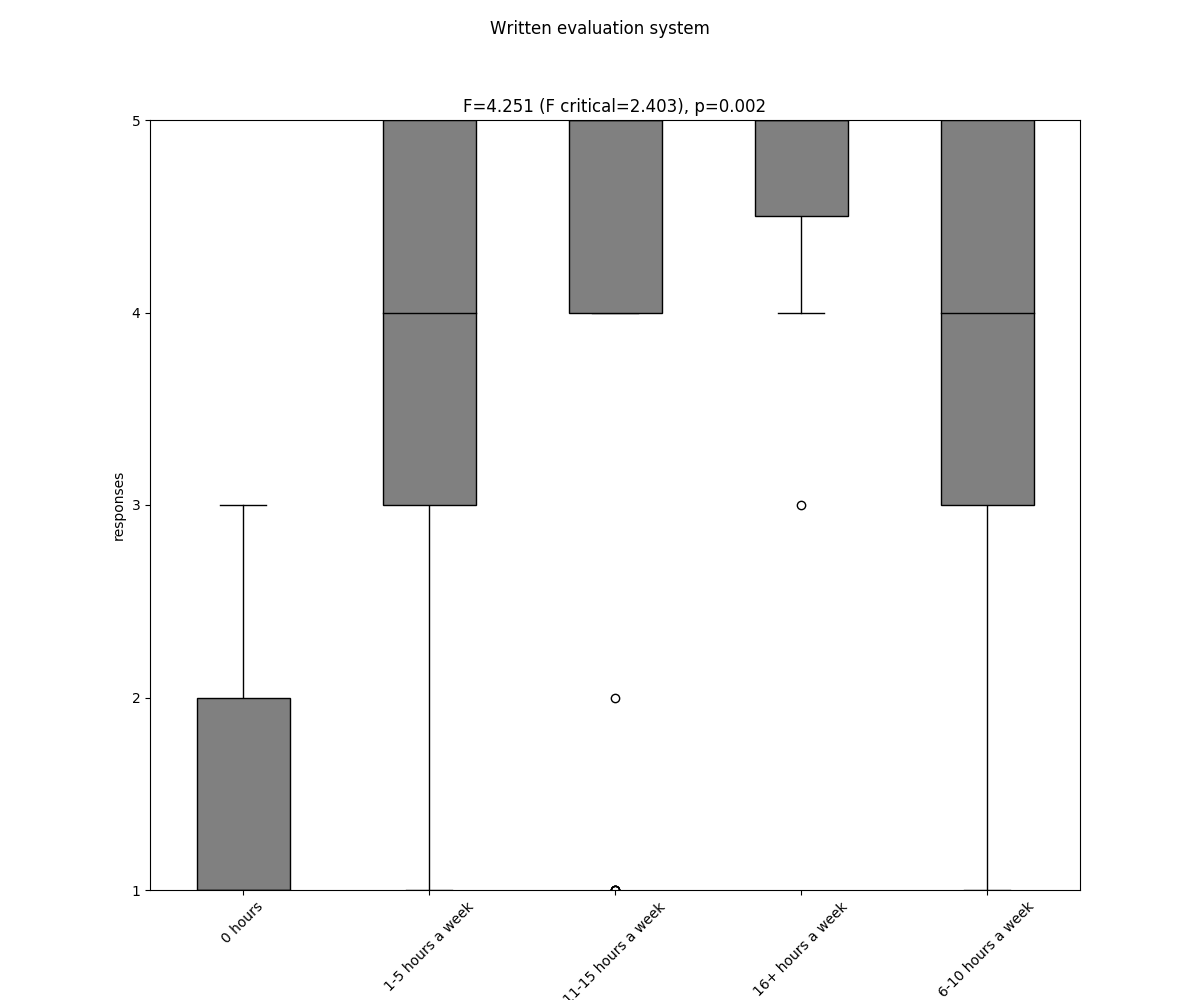 Written evaluation system
F=4.251 (F critical=2.403), p=0.002
5
4
3
2
1
responses
0 hours
1-5 hours a week
11-15 hours a week
16+ hours a week
6-10 hours a week